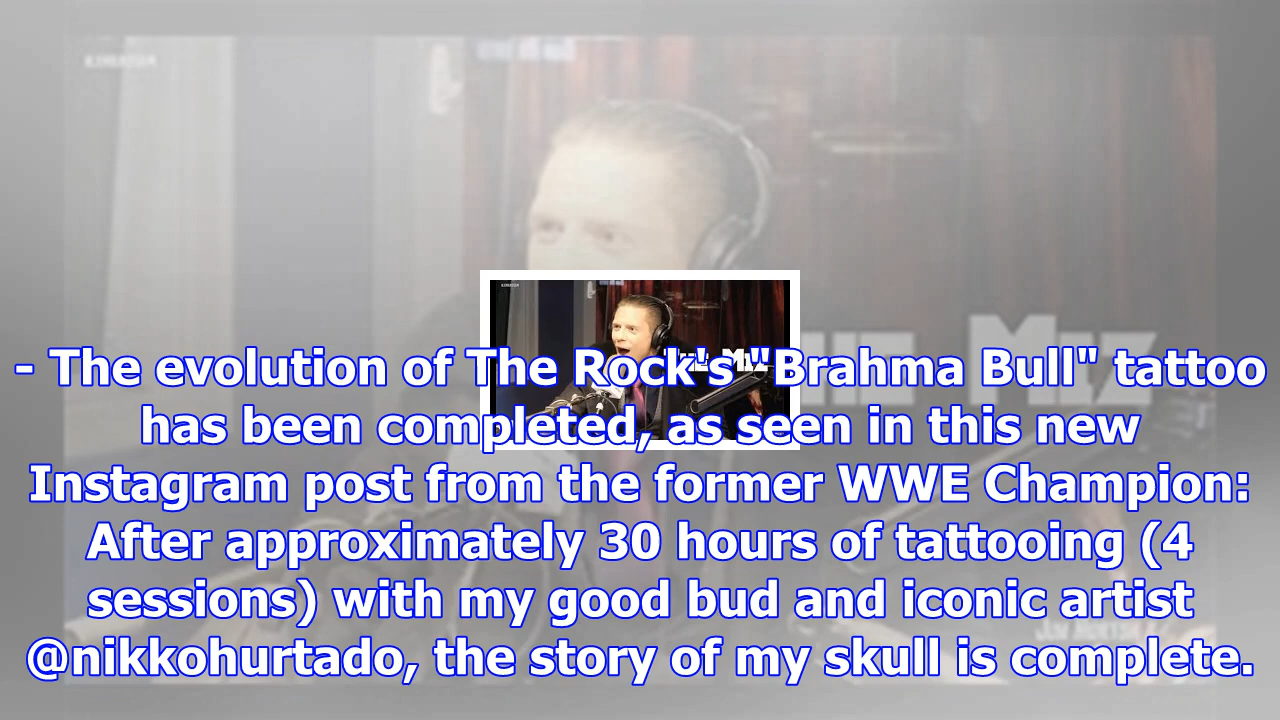 - The evolution of The Rock's "Brahma Bull" tattoo
has been completed, as seen in this new
Instagram post from the former WWE Champion:
After approximately 30 hours of tattooing (4
sessions) with my good bud and iconic artist
@nikkohurtado, the story of my skull is complete.
Miz